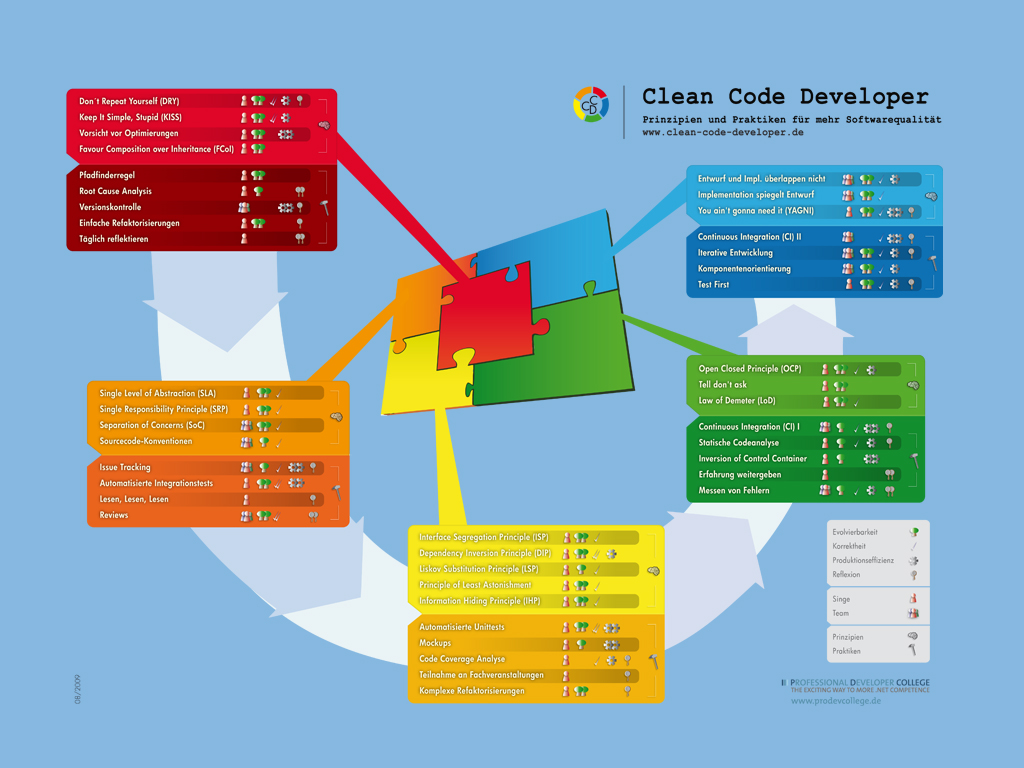 Clean Code Developer
Prinzipien und Praktiken für mehr Softwarequalität
www.clean-code-developer.de
CCD
Don´t Repeat Yourself (DRY)
Keep It Simple, Stupid (KISS)
Vorsicht vor Optimierungen
Favour Composition over Inheritance (FCoI)
Pfadfinderregel
Root Cause Analysis
Versionskontrolle
Einfache Refaktorisierungen
Täglich reflektieren
Single Level of Abstraction (SLA)
Single Responsibility Principle (SRP)
Separation of Concerns (SoC)
Sourcecode-Konventionen
Issue Tracking
Automatisierte Integrationstests
Lesen, Lesen, Lesen
Reviews
Interface Segregation Principle (ISP)
Dependency Inversion Principle (DIP)
Liskov Substitution Principle (LSP)
Principle of Least Astonishment
Information Hiding Principle (IHP)
Automatisierte Unittests
Mockups
Code Coverage Analyse
Teilnahme an Fachveranstaltungen
Komplexe Refaktorisierungen
Open Closed Principle (OCP)
Tell don´t ask
Law of Demeter (LoD)
Continuous Integration (CI) I
Statische Codeanalyse
Inversion of Control Container
Erfahrung weitergeben
Messen von Fehlern
Entwurf und Impl. überlappen nicht
Implementation spiegelt Entwurf
You ain´t gonna need it (YAGNI)
Continuous Integration (CI) II
Iterative Entwicklung
Komponentenorientierung
Test First
Evolvierbarkeit
Korrektheit
Produktionseffizienz
Reflexion
Singe
Team
Prinzipien
Praktiken
PROFESSIONAL DEVELOPER COLLEGE
THE EXCITING WAY TO MORE .NET COMPETENCE
www.prodevcollege.de
08/2009